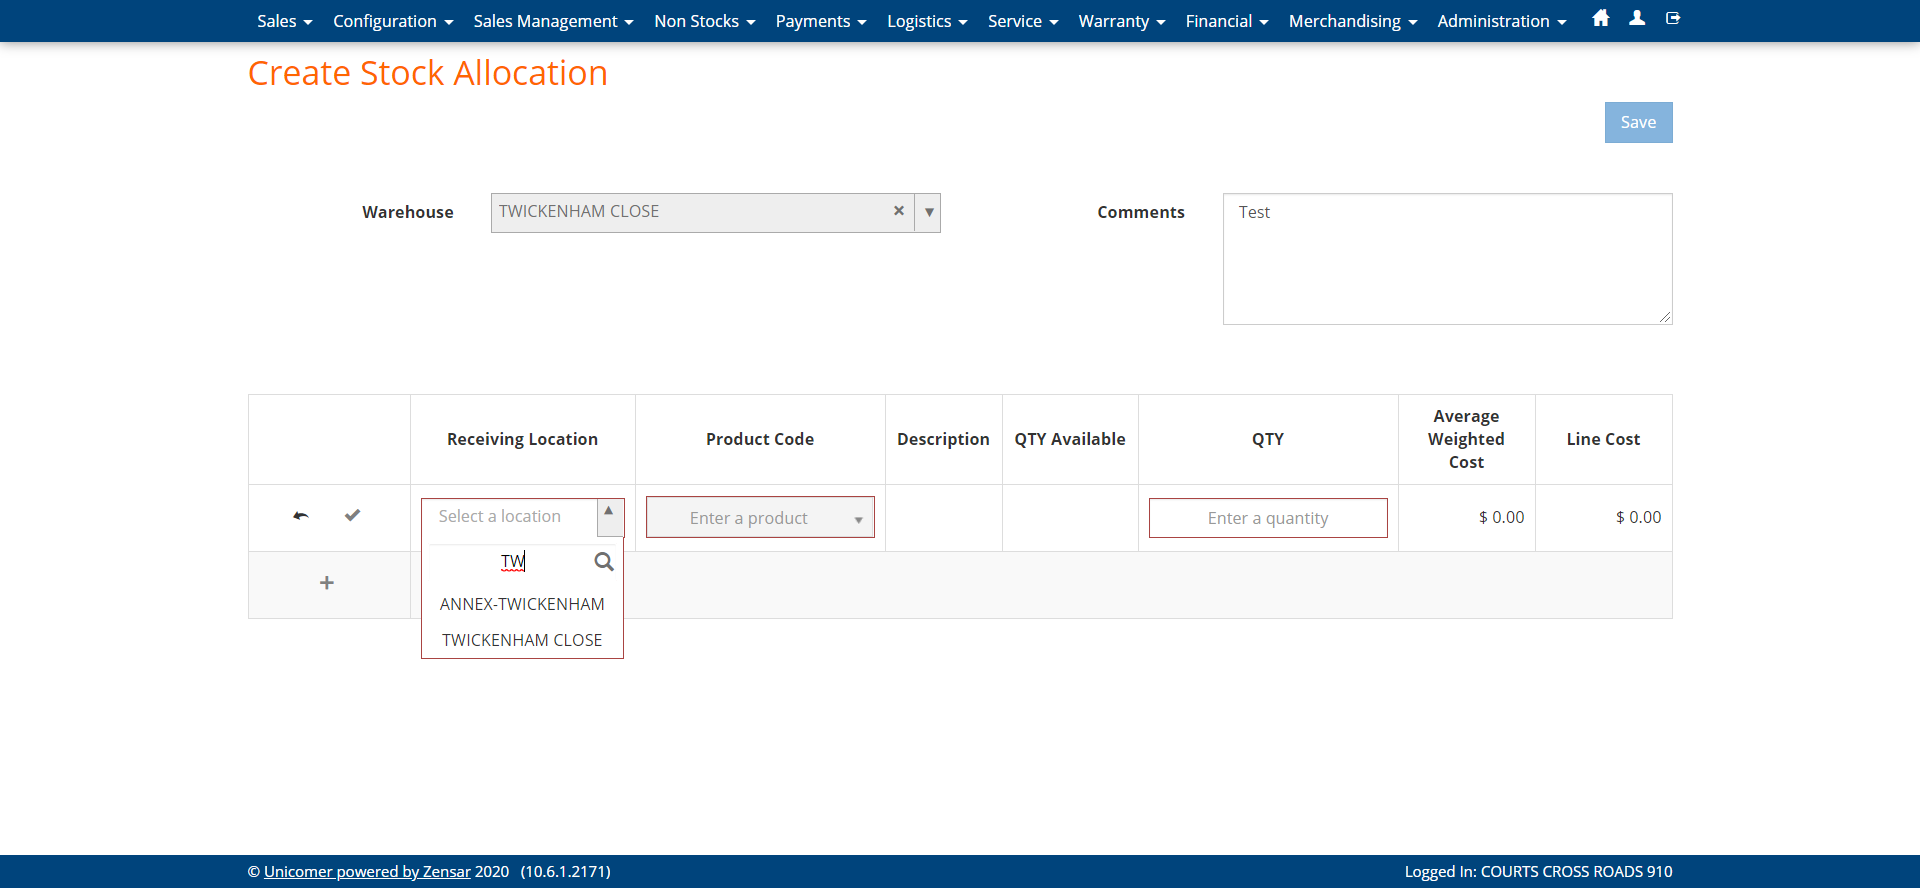 Sales Configuration Sales Management Non Stocks Payments Logistics Service Warranty Financial Merchandising Administration
Create Stock Allocation
Save
Warehouse TWICKENHAM CLOSE Comments Test
Receiving Location Product Code Description QTY Available QTY Average Weighted Cost Line Cost
Select a location Enter a product Enter a quantity $ 0.00 $ 0.00
TW
ANNEX-TWICKENHAM
TWICKENHAM CLOSE
© Unicomer powered by Zensar 2020 (10.6.1.2171) Logged In: COURTS CROSS ROADS 910